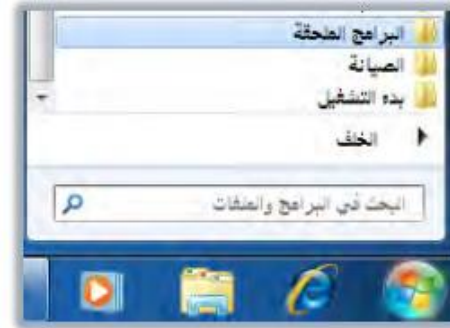 البرامج الملحقة
الصيانة
بدء التشغيل
الخلف
البحث في البرامج والملفات